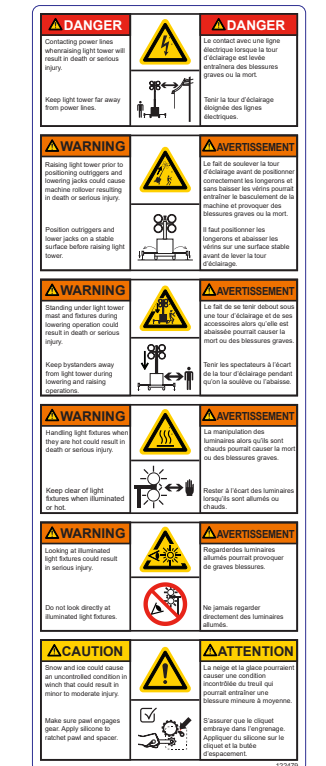 DANGER
Contacting power lines
whenraising light tower will
result in death or serious
injury.
Keep light tower far away
from power lines.
DANGER
Le contact avec une ligne
électrique lorsque la tour
d'éclairage est levée
entraînera des blessures
graves ou la mort.
Tenir la tour d'éclairage
éloignée des lignes
électriques.
WARNING
Raising light tower prior to
positioning outriggers and
lowering jacks could cause
machine rollover resulting
in death or serious injury.
Position outriggers and
lower jacks on a stable
surface before raising light
tower.
AVERTISSEMENT
Le fait de soulever la tour
d'éclairage avant de positionner
correctement les longerons et
sans baisser les vérins pourrait
entraîner le basculement de la
machine et provoquer des
blessures graves ou la mort.
Il faut positionner les
longerons et abaisser les
vérins sur une surface stable
avant de lever la tour
d'éclairage.
WARNING
Standing under light tower
mast and fixtures during
lowering operation could
result in death or serious
injury.
Keep bystanders away
from light tower during
lowering and raising
operations.
AVERTISSEMENT
Le fait de se tenir debout sous
une tour d'éclairage et de ses
accessoires alors qu'elle est
abaissée pourrait causer la
mort ou des blessures graves.
Tenir les spectateurs à l'écart
de la tour d'éclairage pendant
qu'on la soulève ou l'abaisse.
WARNING
Handling light fixtures when
they are hot could result in
death or serious injury.
Keep clear of light
fixtures when illuminated
or hot.
AVERTISSEMENT
La manipulation des
luminaires alors qu'ils sont
chauds pourrait causer la mort
ou des blessures graves.
Rester à l'écart des luminaires
lorsqu'ils sont allumés ou
chauds.
WARNING
Looking at illuminated
light fixtures could result
in serious injury.
Do not look directly at
illuminated light fixtures.
AVERTISSEMENT
Regarderdes luminaires
allumés pourrait provoquer
de graves blessures.
Ne jamais regarder
directement des luminaires
allumés.
CAUTION
Snow and ice could cause
an uncontrolled condition in
winch that could result in
minor to moderate injury.
Make sure pawl engages
gear. Apply silicone to
ratchet pawl and spacer.
ATTENTION
La neige et la glace pourraient
causer une condition
incontrôlée du treuil qui
pourrait entraîner une
blessure mineure à moyenne.
S'assurer que le cliquet
embraye dans l'engrenage.
Appliquer du silicone sur le
cliquet et la butée
d'espacement.